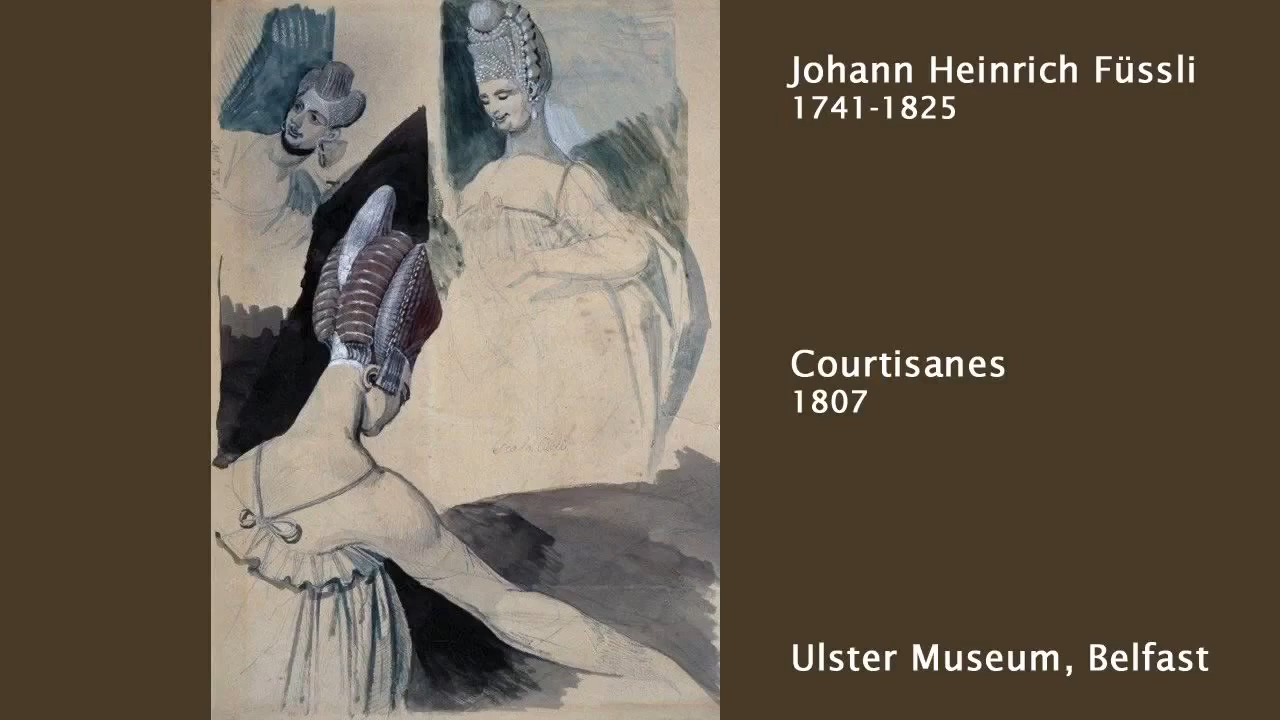 Johann Heinrich Füssli
1741-1825
Courtisanes
1807
Ulster Museum, Belfast